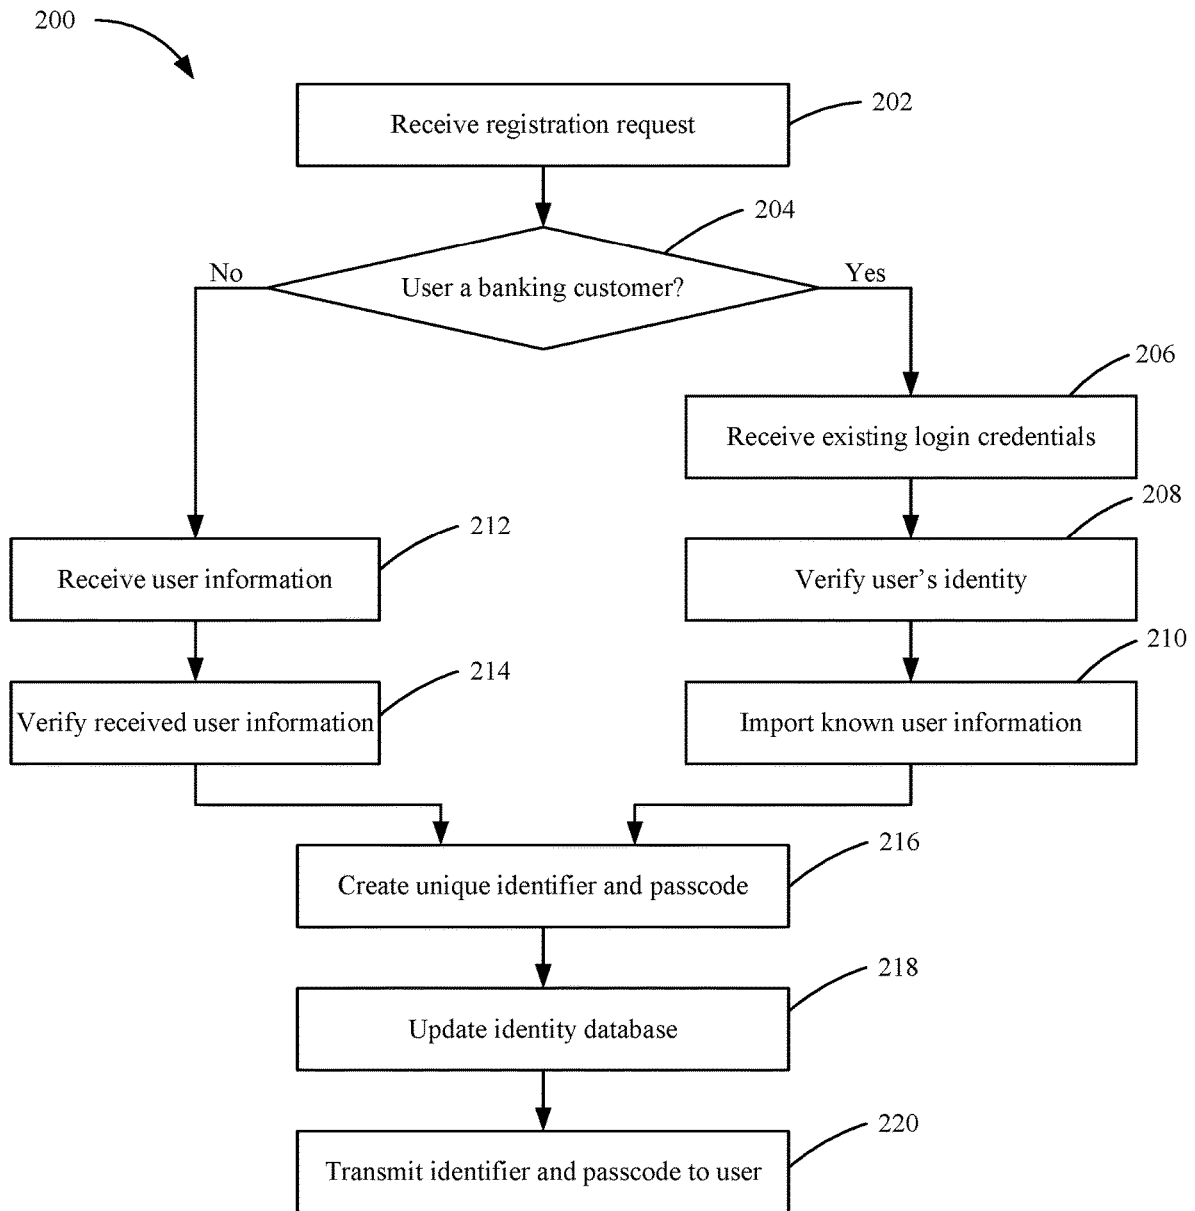 200
Receive registration request
202
204
User a banking customer?
No
Yes
206
Receive existing login credentials
208
Verify user’s identity
210
Import known user information
212
Receive user information
214
Verify received user information
216
Create unique identifier and passcode
218
Update identity database
220
Transmit identifier and passcode to user